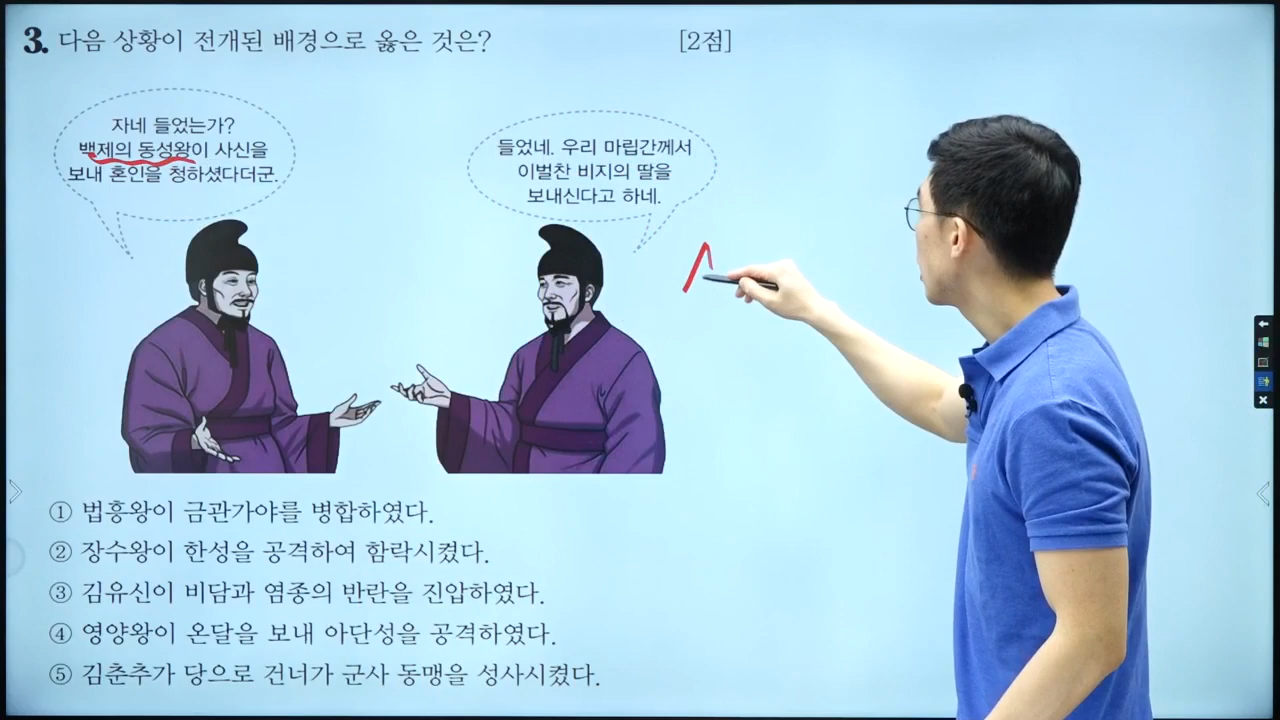 3. 다음 상황이 전개된 배경으로 옳은 것은? [2점]
자네 들었는가?
백제의 동성왕이 사신을
보내 혼인을 청하셨다더군.
들었네. 우리 마립간께서
이벌찬 비지의 딸을
보내신다고 하네.
① 법흥왕이 금관가야를 병합하였다.
② 장수왕이 한성을 공격하여 함락시켰다.
③ 김유신이 비담과 염종의 반란을 진압하였다.
④ 영양왕이 온달을 보내 아단성을 공격하였다.
⑤ 김춘추가 당으로 건너가 군사 동맹을 성사시켰다.